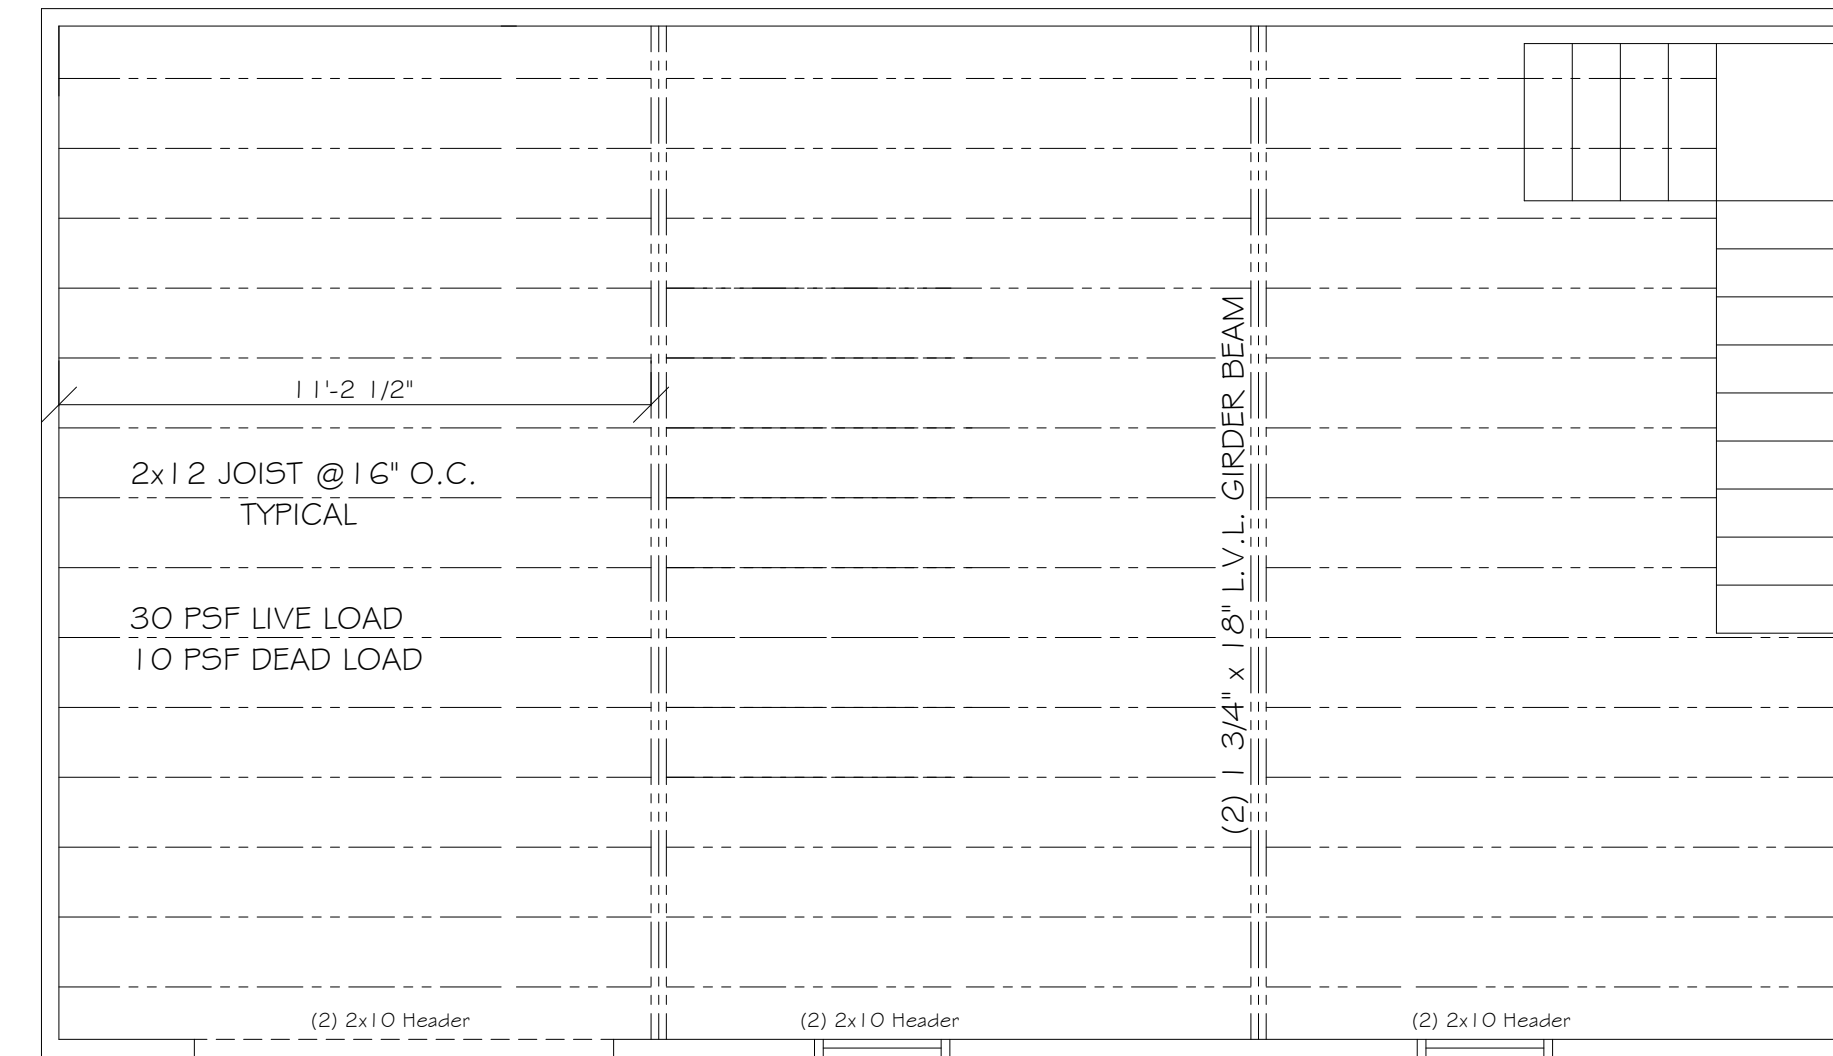 11'-2 1/2"
2x12 JOIST @16" O.C.
TYPICAL
30 PSF LIVE LOAD
10 PSF DEAD LOAD
(2) 1 3/4" x 18" L.V.L. GIRDER BEAM
(2) 2x10 Header
(2) 2x10 Header
(2) 2x10 Header